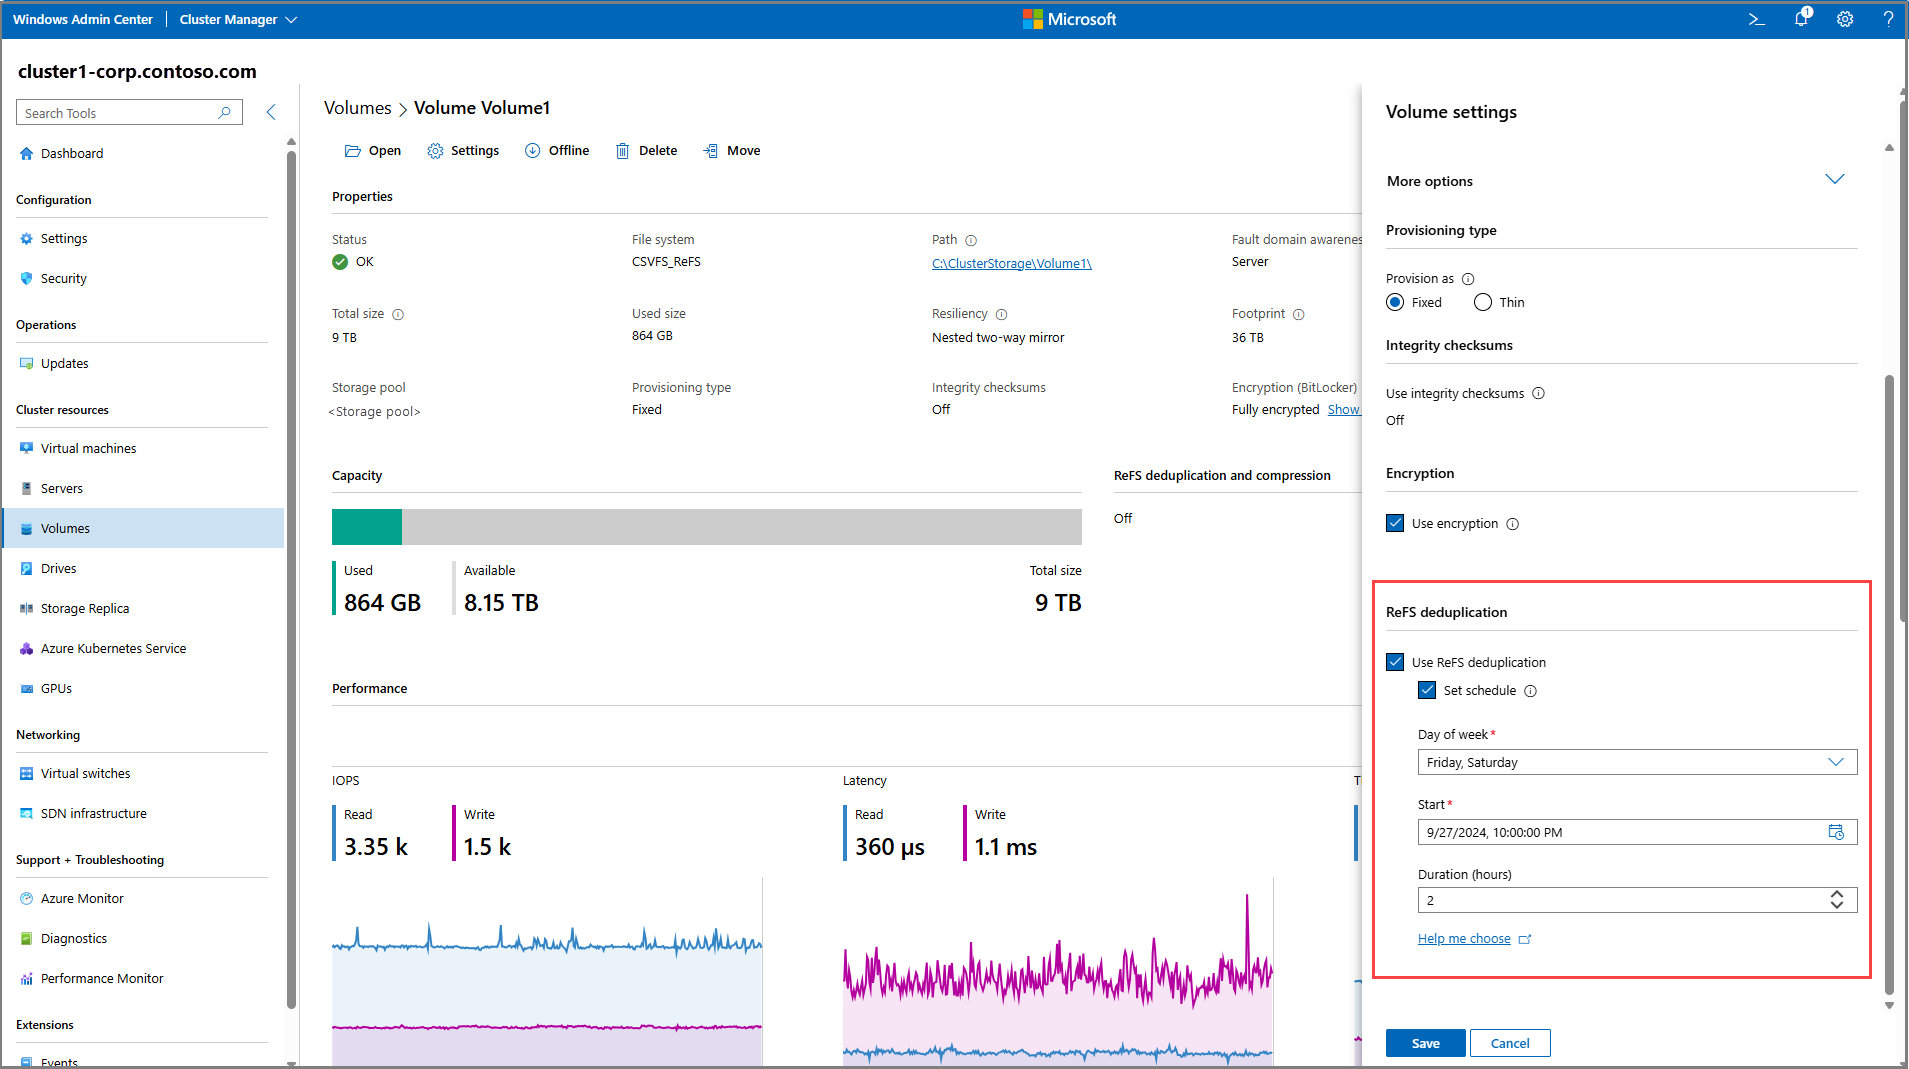 Windows Admin Center | Cluster Manager
Microsoft
1
cluster1-corp.contoso.com
Search Tools
Dashboard
Configuration
Settings
Security
Operations
Updates
Cluster resources
Virtual machines
Servers
Volumes
Drives
Storage Replica
Azure Kubernetes Service
GPUs
Networking
Virtual switches
SDN infrastructure
Support + Troubleshooting
Azure Monitor
Diagnostics
Performance Monitor
Extensions
Events
Volumes > Volume Volume1
Open Settings Offline Delete Move
Properties
Status File system Path Fault domain awarenes
OK CSVFS_ReFS C:\ClusterStorage\Volume1\ Server
Total size Used size Resiliency Footprint
9 TB 864 GB Nested two-way mirror 36 TB
Storage pool Provisioning type Integrity checksums Encryption (BitLocker)
<Storage pool> Fixed Off Fully encrypted Show
Capacity
Used Available Total size
864 GB 8.15 TB 9 TB
ReFS deduplication and compression
Off
Performance
IOPS
Read Write
3.35 k 1.5 k
Latency
Read Write
360 μs 1.1 ms
T
Volume settings
More options
Provisioning type
Provision as
Fixed Thin
Integrity checksums
Use integrity checksums
Off
Encryption
Use encryption
ReFS deduplication
Use ReFS deduplication
Set schedule
Day of week *
Friday, Saturday
Start *
9/27/2024, 10:00:00 PM
Duration (hours)
2
Help me choose
Save Cancel